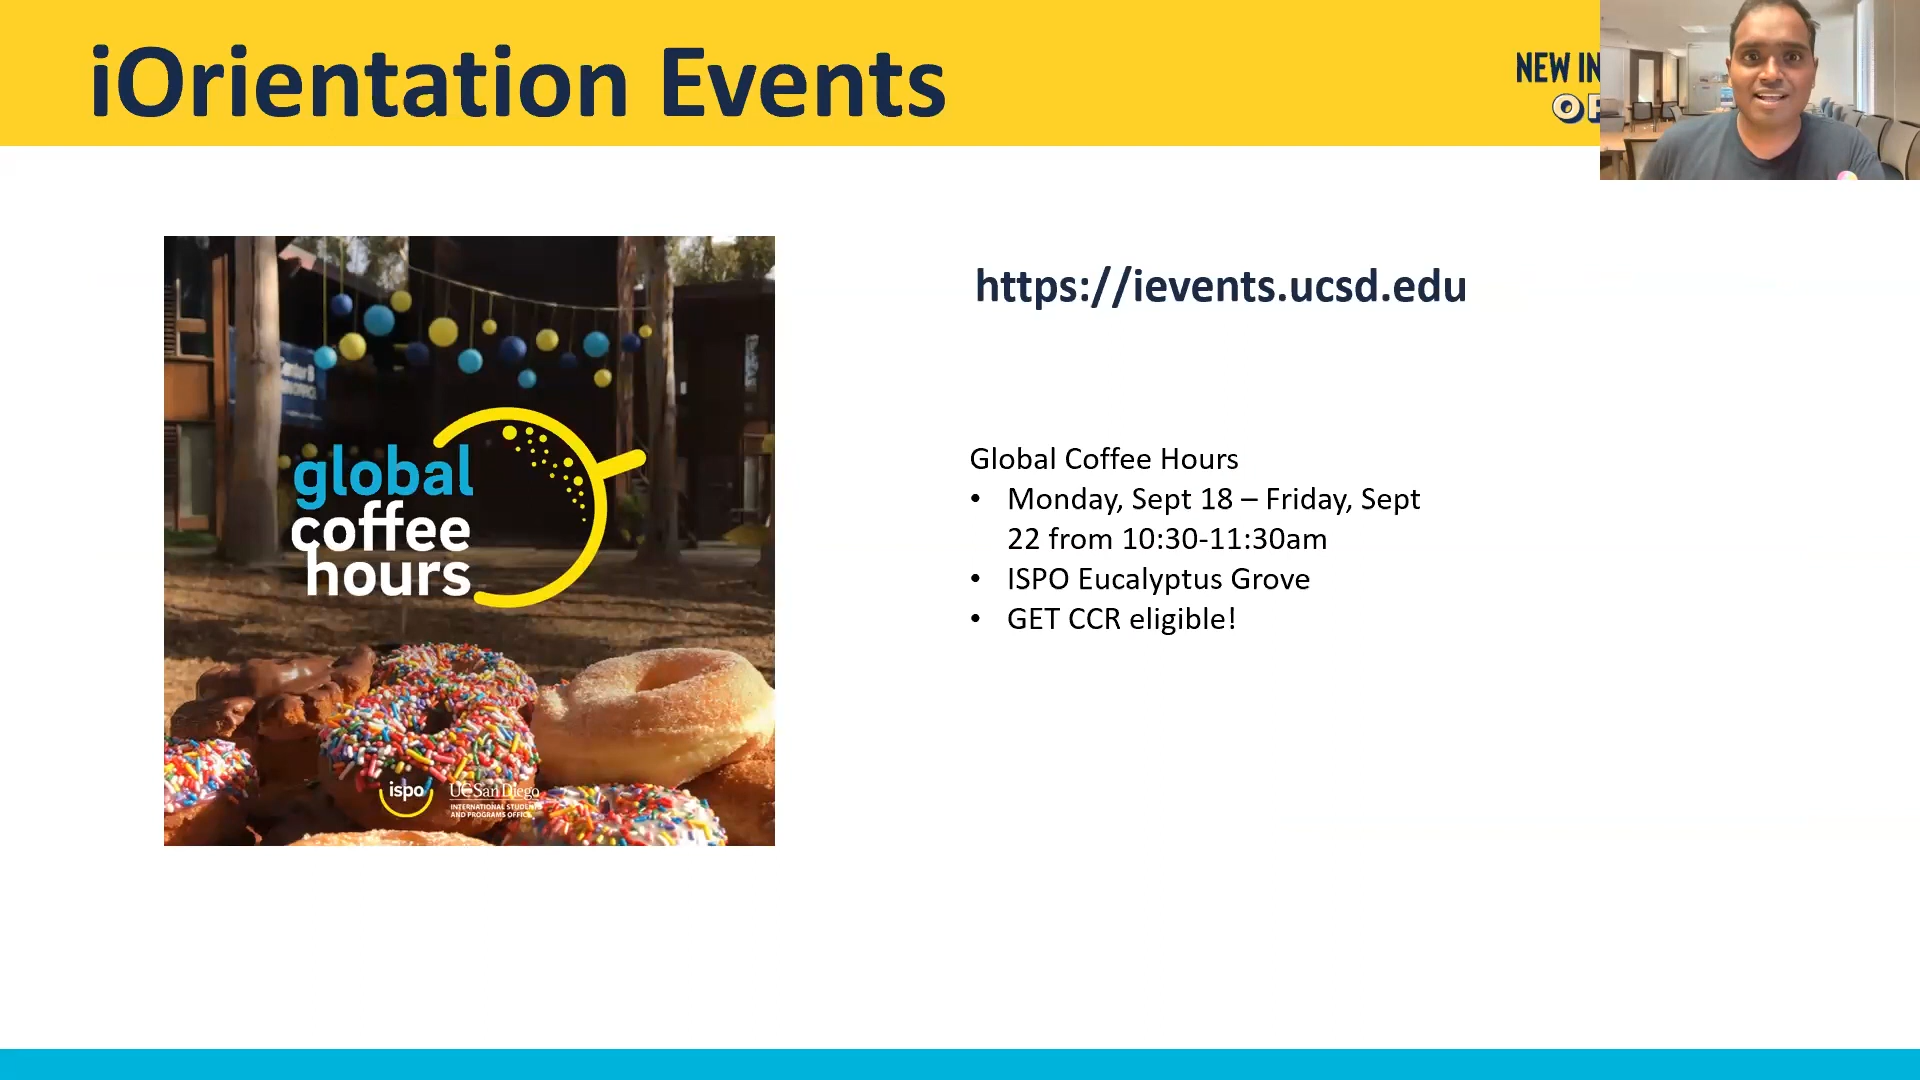 iOrientation Events
NEW IN
https://ievents.ucsd.edu
global
coffee
hours
Global Coffee Hours
• Monday, Sept 18 – Friday, Sept
22 from 10:30-11:30am
• ISPO Eucalyptus Grove
• GET CCR eligible!
ispo
UC San Diego
INTERNATIONAL STUDENTS
AND PROGRAMS OFFICE